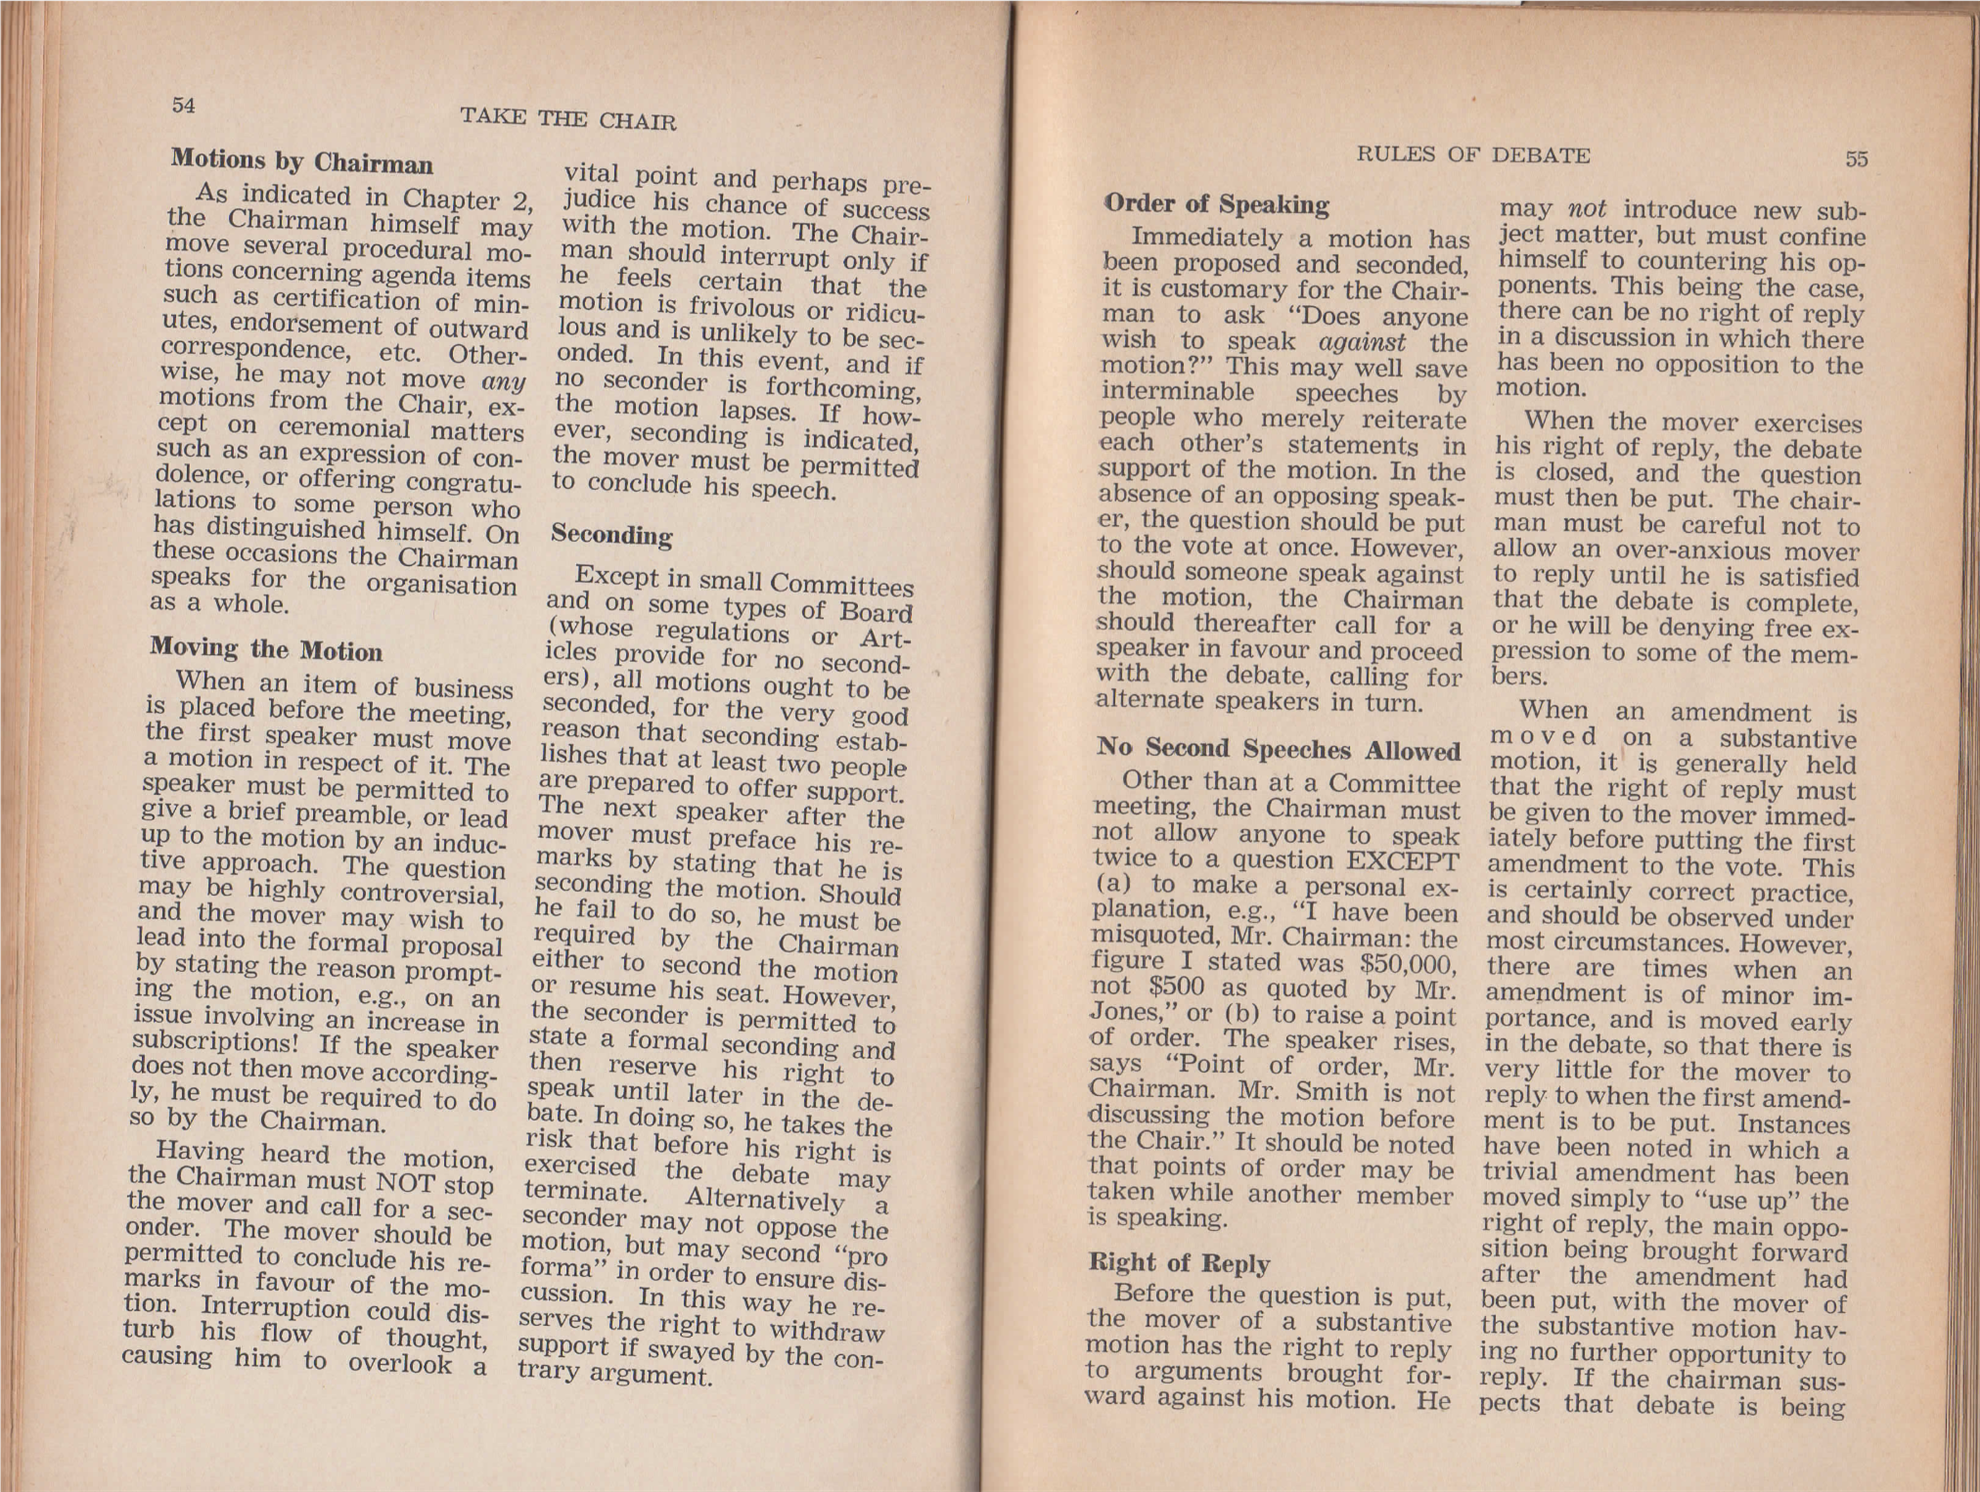 54
TAKE THE CHAIR
Motions by Chairman
As indicated in Chapter 2,
the Chairman himself may
move several procedural mo-
tions concerning agenda items
such as certification of min-
utes, endorsement of outward
correspondence, etc. Other-
wise, he may not move any
motions from the Chair, ex-
cept on ceremonial matters
such as an expression of con-
dolence, or offering congratu-
lations to some person who
has distinguished himself. On
these occasions the Chairman
speaks for the organisation
as a whole.
Moving the Motion
When an item of business
is placed before the meeting,
the first speaker must move
a motion in respect of it. The
speaker must be permitted to
give a brief preamble, or lead
up to the motion by an induc-
tive approach. The question
may be highly controversial,
and the mover may wish to
lead into the formal proposal
by stating the reason prompt-
ing the motion, e.g., on an
issue involving an increase in
subscriptions! If the speaker
does not then move according-
ly, he must be required to do
so by the Chairman.
Having heard the motion,
the Chairman must NOT stop
the mover and call for a sec-
onder. The mover should be
permitted to conclude his re-
marks in favour of the mo-
tion. Interruption could dis-
turb his flow of thought,
causing him to overlook a
vital point and perhaps pre-
judice his chance of success
with the motion. The Chair-
man should interrupt only if
he feels certain that the
motion is frivolous or ridicu-
lous and is unlikely to be sec-
onded. In this event, and if
no seconder is forthcoming,
the motion lapses. If how-
ever, seconding is indicated,
the mover must be permitted
to conclude his speech.
Seconding
Except in small Committees
and on some types of Board
(whose regulations or Art-
icles provide for no second-
ers), all motions ought to be
seconded, for the very good
reason that seconding estab-
lishes that at least two people
are prepared to offer support.
The next speaker after the
mover must preface his re-
marks by stating that he is
seconding the motion. Should
he fail to do so, he must be
required by the Chairman
either to second the motion
or resume his seat. However,
the seconder is permitted to
state a formal seconding and
then reserve his right to
speak until later in the de-
bate. In doing so, he takes the
risk that before his right is
exercised the debate may
terminate. Alternatively a
seconder may not oppose the
motion, but may second "pro
forma" in order to ensure dis-
cussion. In this way he re-
serves the right to withdraw
support if swayed by the con-
trary argument.
RULES OF DEBATE
55
Order of Speaking
Immediately a motion has
been proposed and seconded,
it is customary for the Chair-
man to ask "Does anyone
wish to speak against the
motion?" This may well save
interminable speeches by
people who merely reiterate
each other's statements in
support of the motion. In the
absence of an opposing speak-
er, the question should be put
to the vote at once. However,
should someone speak against
the motion, the Chairman
should thereafter call for a
speaker in favour and proceed
with the debate, calling for
alternate speakers in turn.
No Second Speeches Allowed
Other than at a Committee
meeting, the Chairman must
not allow anyone to speak
twice to a question EXCEPT
(a) to make a personal ex-
planation, e.g., "I have been
misquoted, Mr. Chairman: the
figure I stated was $50,000,
not $500 as quoted by Mr.
Jones," or (b) to raise a point
of order. The speaker rises,
says "Point of order, Mr.
Chairman. Mr. Smith is not
discussing the motion before
the Chair." It should be noted
that points of order may be
taken while another member
is speaking.
Right of Reply
Before the question is put,
the mover of a substantive
motion has the right to reply
to arguments brought for-
ward against his motion. He
may not introduce new sub-
ject matter, but must confine
himself to countering his op-
ponents. This being the case,
there can be no right of reply
in a discussion in which there
has been no opposition to the
motion.
When the mover exercises
his right of reply, the debate
is closed, and the question
must then be put. The chair-
man must be careful not to
allow an over-anxious mover
to reply until he is satisfied
that the debate is complete,
or he will be denying free ex-
pression to some of the mem-
bers.
When an amendment is
moved on a substantive
motion, it is generally held
that the right of reply must
be given to the mover immed-
iately before putting the first
amendment to the vote. This
is certainly correct practice,
and should be observed under
most circumstances. However,
there are times when an
amendment is of minor im-
portance, and is moved early
in the debate, so that there is
very little for the mover to
reply to when the first amend-
ment is to be put. Instances
have been noted in which a
trivial amendment has been
moved simply to "use up" the
right of reply, the main oppo-
sition being brought forward
after the amendment had
been put, with the mover of
the substantive motion hav-
ing no further opportunity to
reply. If the chairman sus-
pects that debate is being